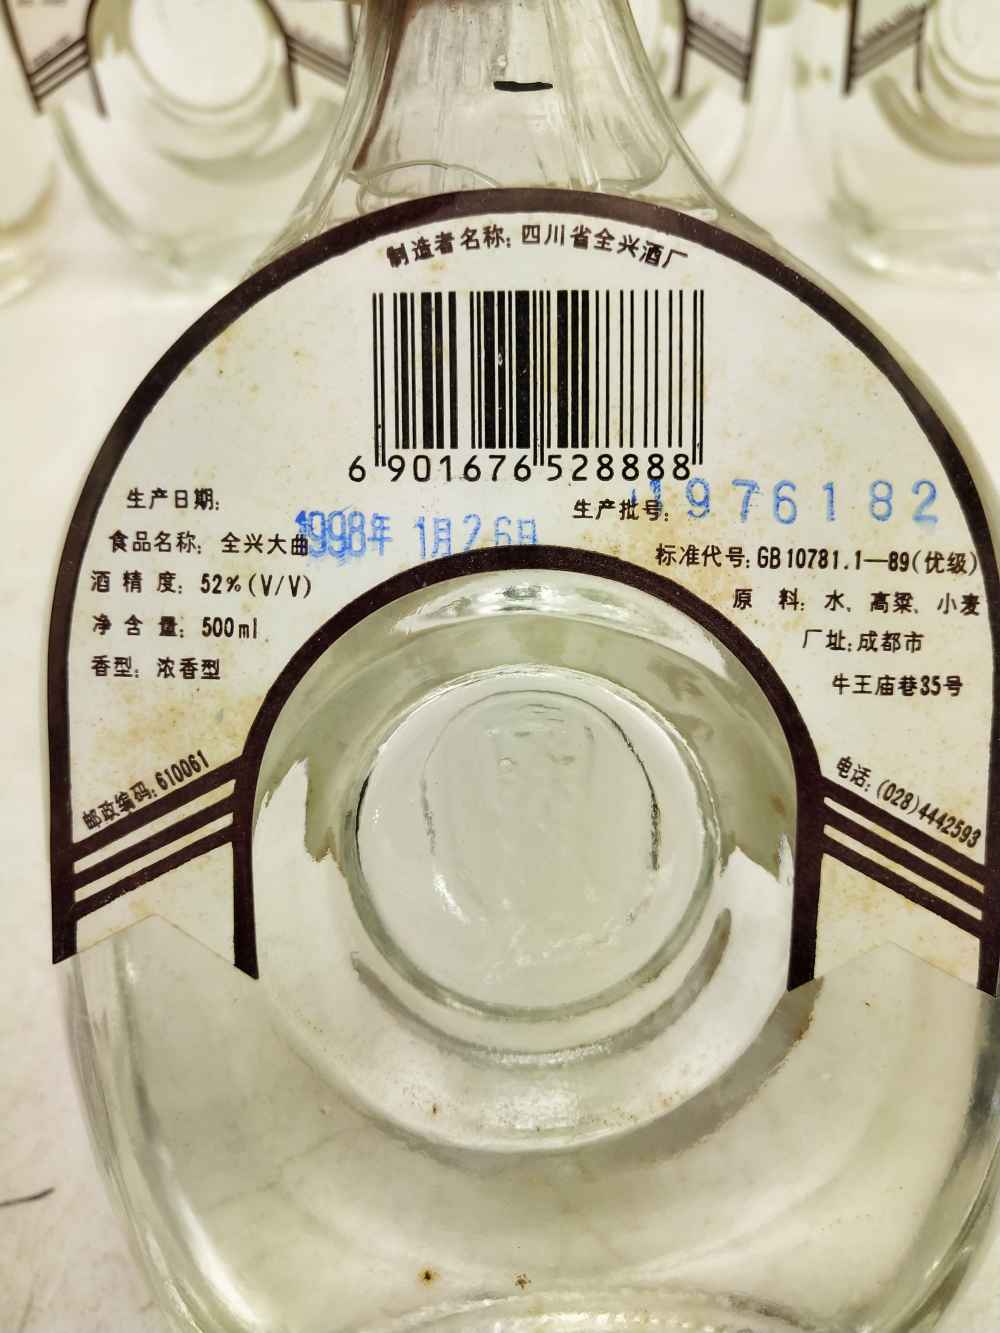 制造者名称:四川省全兴酒厂
6 901676 528888
生产日期:
1998年 1月26日
生产批号:
1976182
食品名称: 全兴大曲
酒 精 度: 52%(V/V)
净 含 量: 500ml
香型: 浓香型
邮政编码:610061
标准代号:GB10781.1—89(优级)
原 料: 水、高粱、小麦
厂址:成都市
牛王庙巷35号
电话:(028)4442593